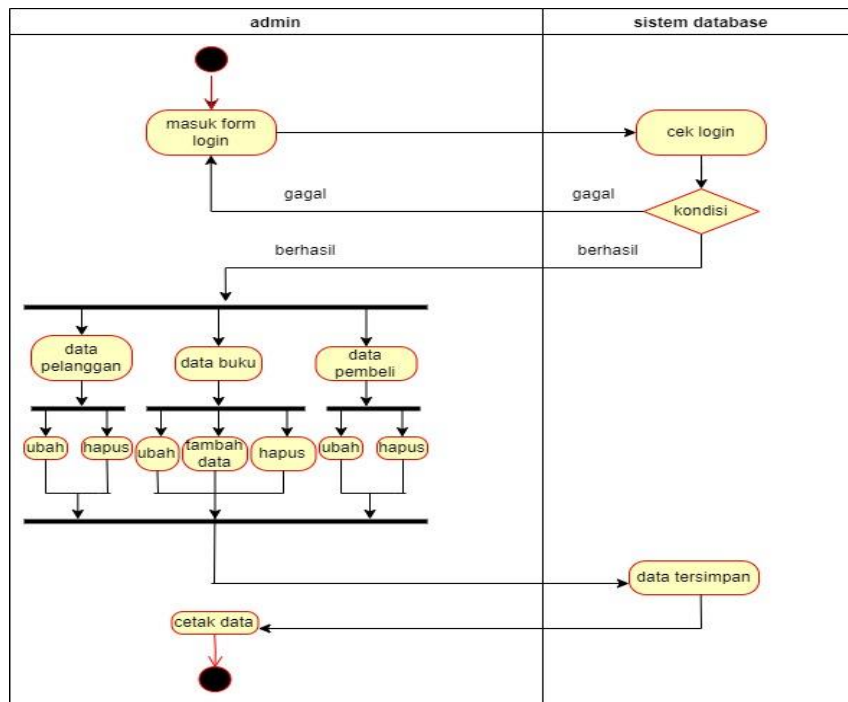 admin
sistem database
masuk form
login
cek login
gagal
gagal
kondisi
berhasil
berhasil
data
pelanggan
data buku
data
pembeli
ubah
hapus
ubah
tambah
data
hapus
ubah
hapus
data tersimpan
cetak data